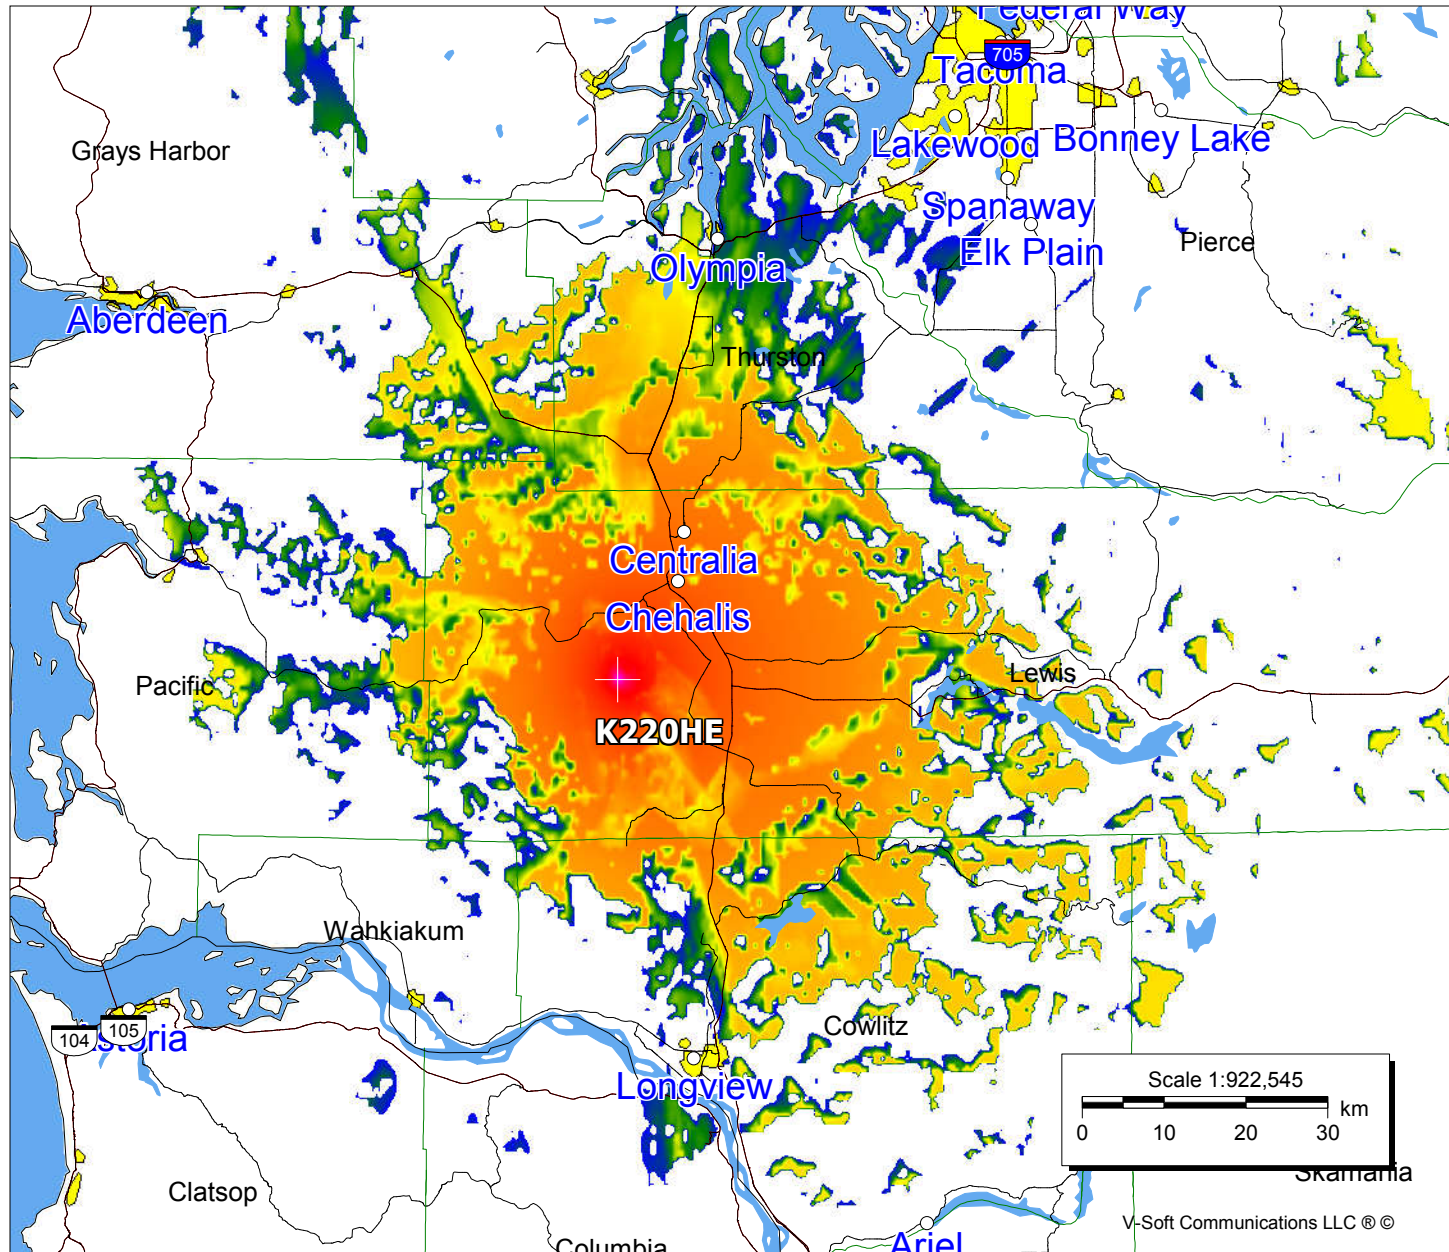 Federal Way
705
Tacoma
Grays Harbor
Lakewood
Bonney Lake
Spanaway
Pierce
Elk Plain
Olympia
Aberdeen
Thurston
Centralia
Chehalis
Lewis
Pacific
K220HE
Wahkiakum
Cowlitz
104
105
Astoria
Longview
Scale 1:922,545
km
0 10 20 30
Skamania
Clatsop
V-Soft Communications LLC ® ©
Columbia
Ariel